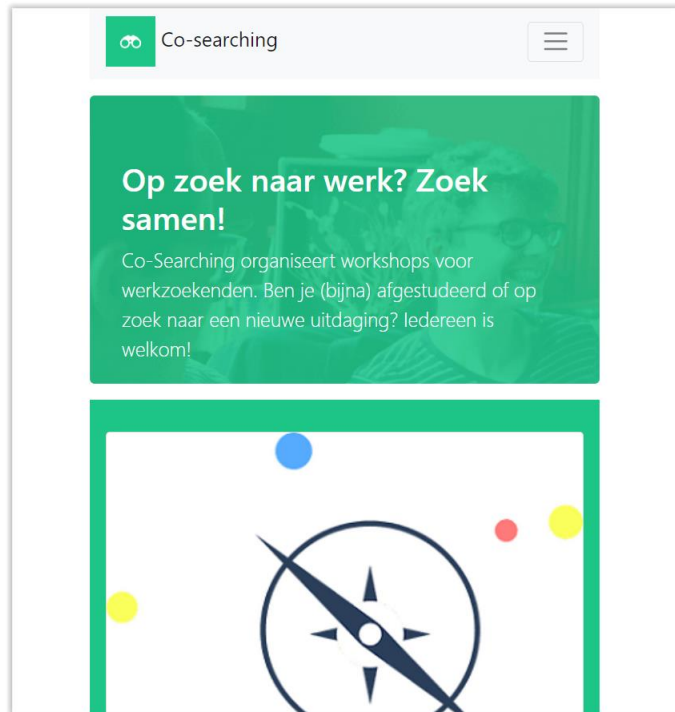 Co-searching
Op zoek naar werk? Zoek
samen!
Co-Searching organiseert workshops voor
werkzoekenden. Ben je (bijna) afgestudeerd of op
zoek naar een nieuwe uitdaging? Iedereen is
welkom!